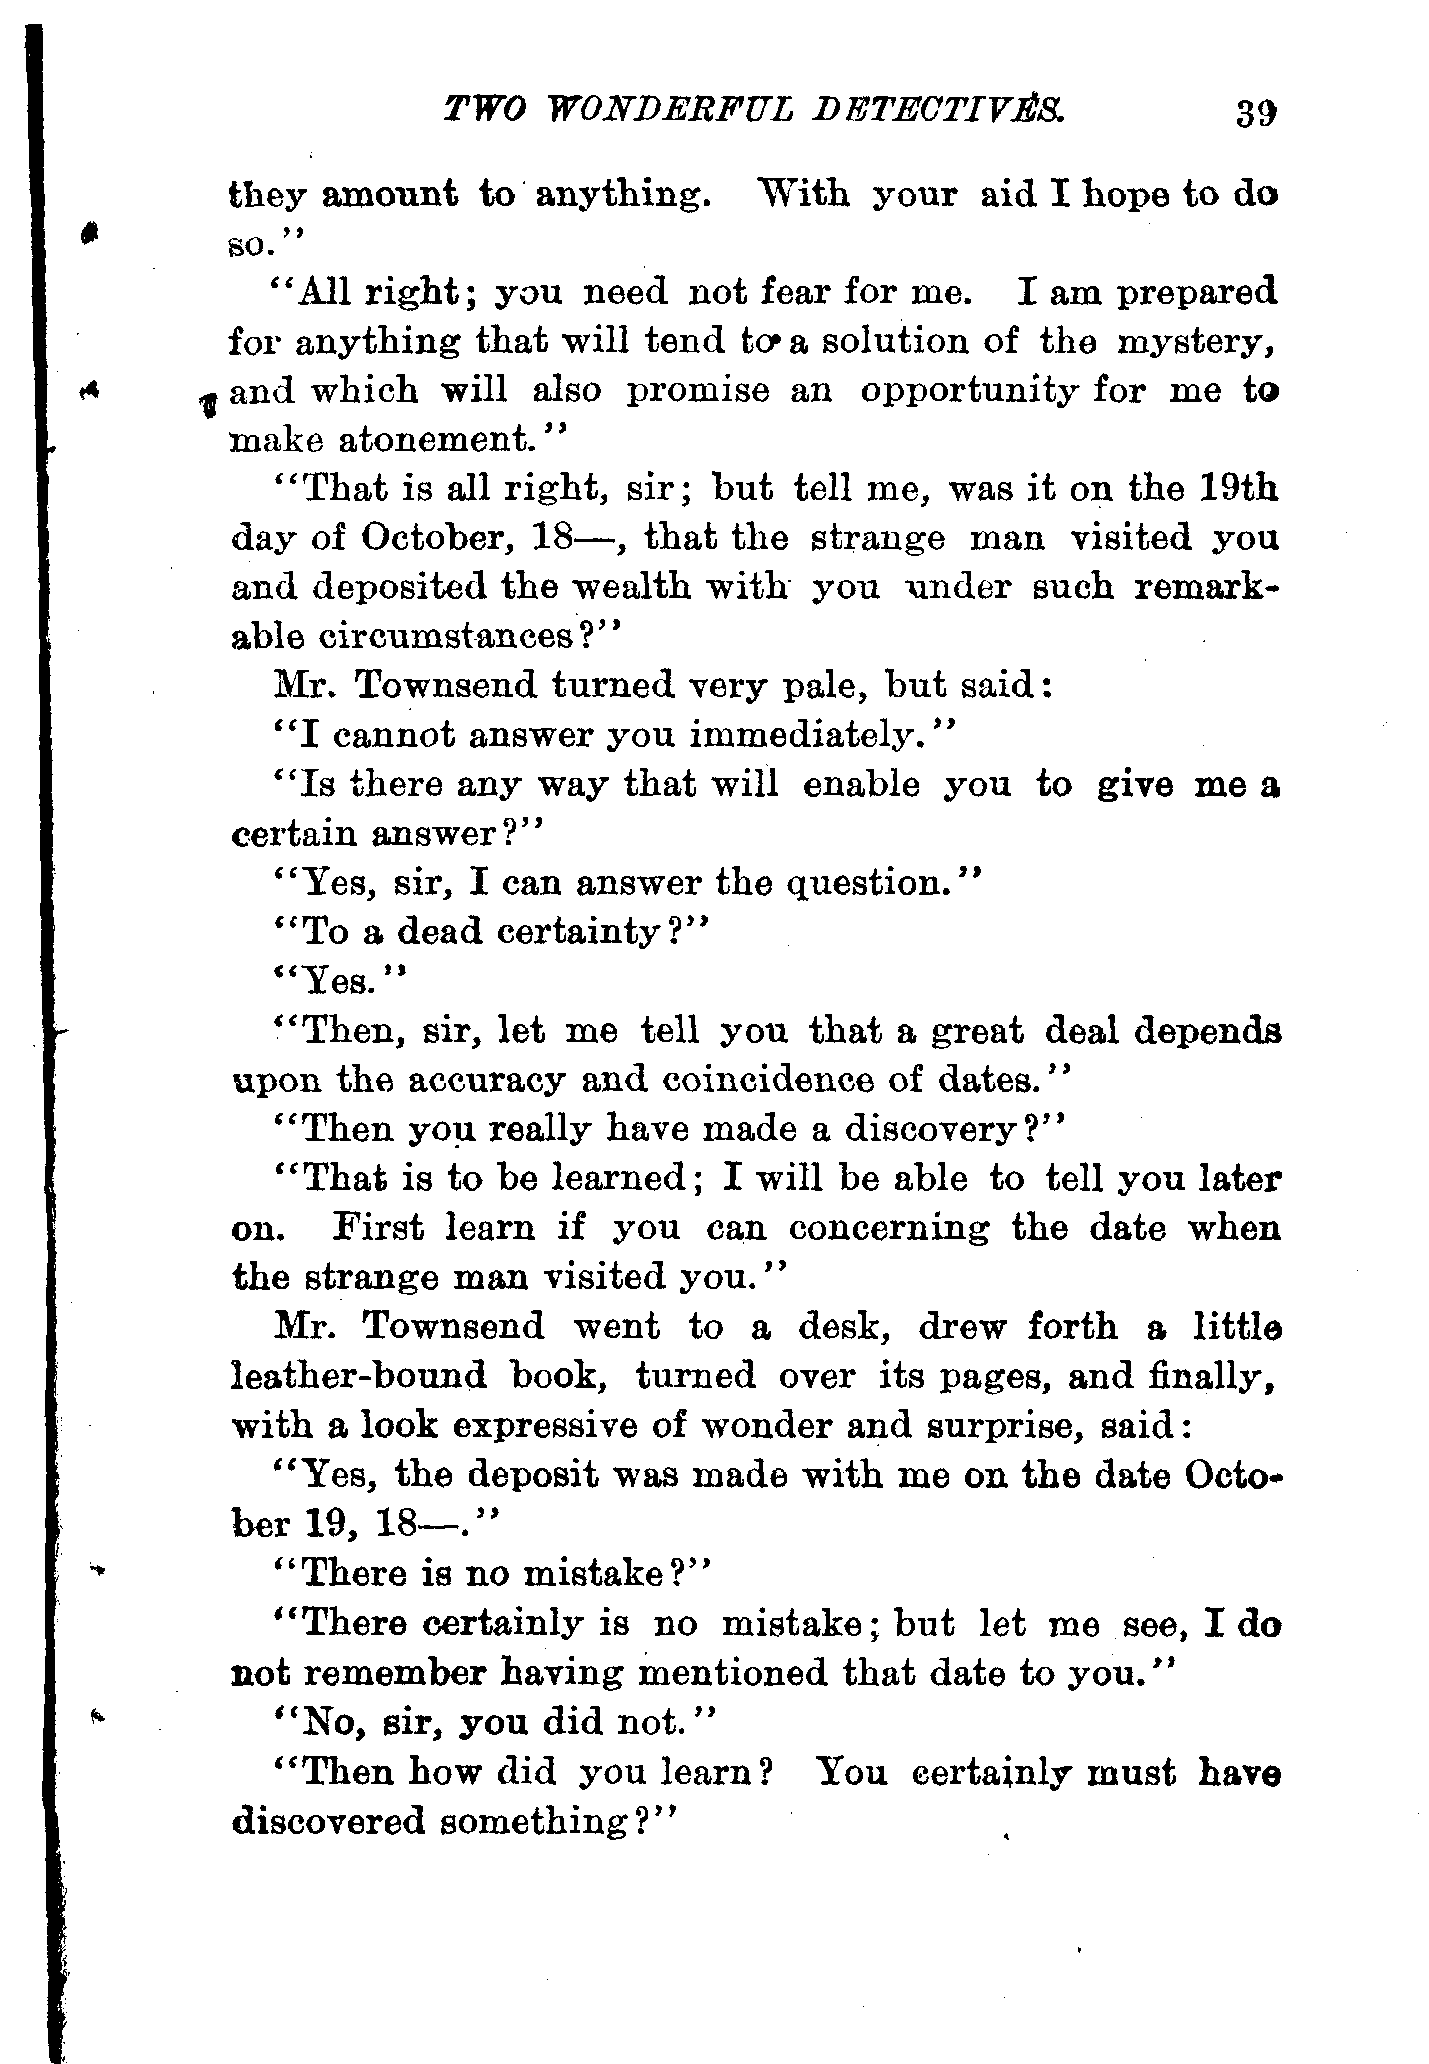 TWO WONDERFUL DETECTIVES. 39
they amount to anything. With your aid I hope to do
so."
"All right; you need not fear for me. I am prepared
for anything that will tend to a solution of the mystery,
and which will also promise an opportunity for me to
make atonement."
"That is all right, sir; but tell me, was it on the 19th
day of October, 18—, that the strange man visited you
and deposited the wealth with you under such remark-
able circumstances?"
Mr. Townsend turned very pale, but said:
"I cannot answer you immediately."
"Is there any way that will enable you to give me a
certain answer?"
"Yes, sir, I can answer the question."
"To a dead certainty?"
"Yes."
"Then, sir, let me tell you that a great deal depends
upon the accuracy and coincidence of dates."
"Then you really have made a discovery?"
"That is to be learned; I will be able to tell you later
on. First learn if you can concerning the date when
the strange man visited you."
Mr. Townsend went to a desk, drew forth a little
leather-bound book, turned over its pages, and finally,
with a look expressive of wonder and surprise, said:
"Yes, the deposit was made with me on the date Octo-
ber 19, 18—."
"There is no mistake?"
"There certainly is no mistake; but let me see, I do
not remember having mentioned that date to you."
"No, sir, you did not."
"Then how did you learn? You certainly must have
discovered something?"